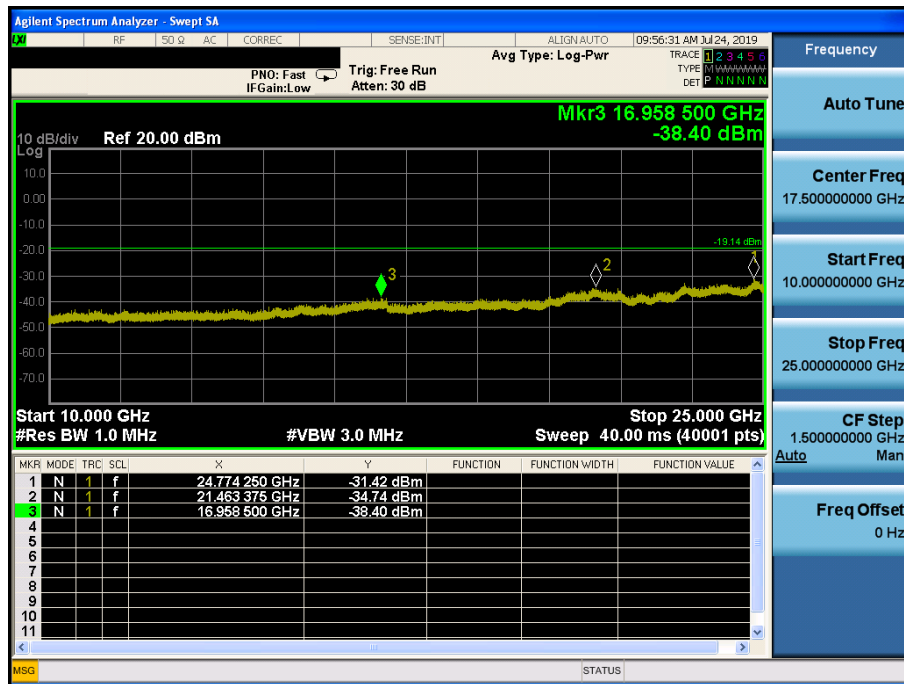 Agilent Spectrum Analyzer - Swept SA
LXI RF 50 Ω AC CORREC SENSE:INT ALIGN AUTO 09:56:31 AM Jul 24, 2019
PNO: Fast Trig: Free Run Avg Type: Log-Pwr TRACE 1 2 3 4 5 6
IFGain:Low Atten: 30 dB TYPE M WWWWW
DET P N N N N N
Mkr3 16.958 500 GHz
-38.40 dBm
10 dB/div Ref 20.00 dBm
Log
10.0
0.00
-10.0
-20.0
-19.14 dBm
-30.0
1
2
3
-40.0
-50.0
-60.0
-70.0
Start 10.000 GHz Stop 25.000 GHz
#Res BW 1.0 MHz #VBW 3.0 MHz Sweep 40.00 ms (40001 pts)
MKR MODE TRC SCL X Y FUNCTION FUNCTION WIDTH FUNCTION VALUE
1 N 1 f 24.774 250 GHz -31.42 dBm
2 N 1 f 21.463 375 GHz -34.74 dBm
3 N 1 f 16.958 500 GHz -38.40 dBm
4
5
6
7
8
9
10
11
MSG STATUS
Frequency
Auto Tune
Center Freq
17.500000000 GHz
Start Freq
10.000000000 GHz
Stop Freq
25.000000000 GHz
CF Step
1.500000000 GHz
Auto Man
Freq Offset
0 Hz